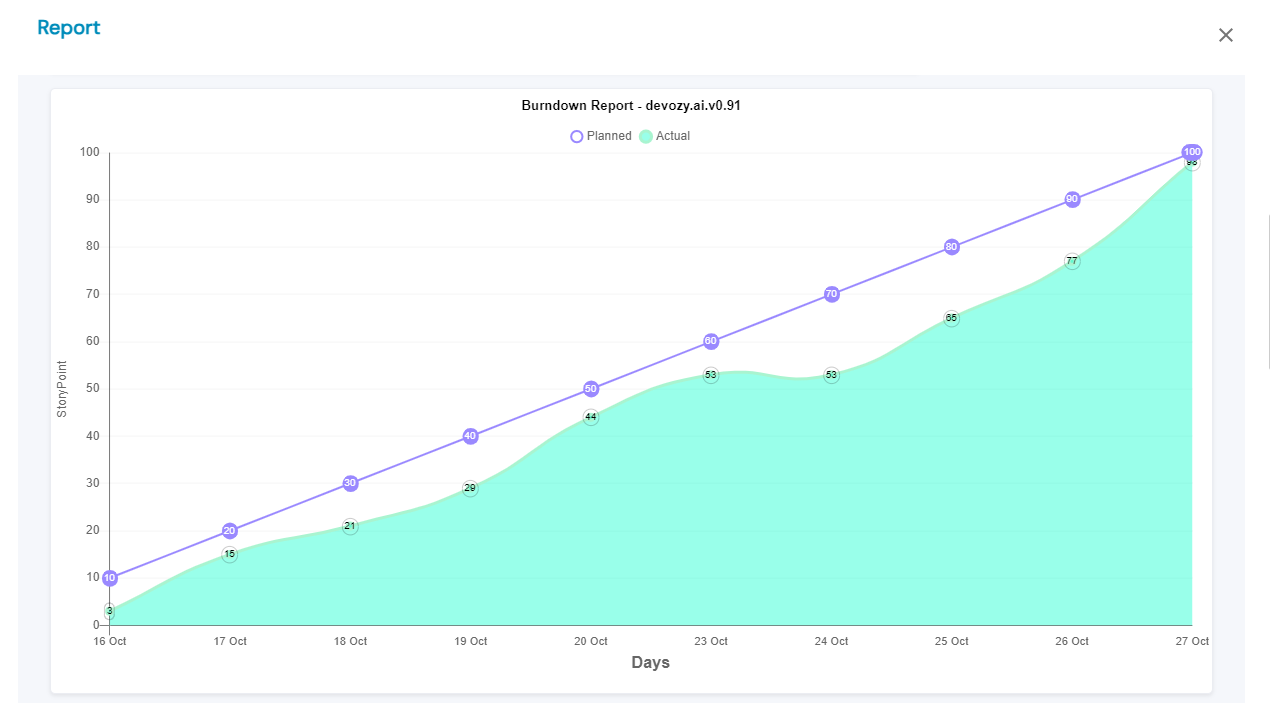 Report
Burndown Report - devozy.ai.v0.91
Planned
Actual
StoryPoint
100
90
80
70
60
50
40
30
20
10
0
10
20
30
40
50
60
70
80
90
100
3
15
21
29
44
53
53
65
77
98
16 Oct
17 Oct
18 Oct
19 Oct
20 Oct
23 Oct
24 Oct
25 Oct
26 Oct
27 Oct
Days